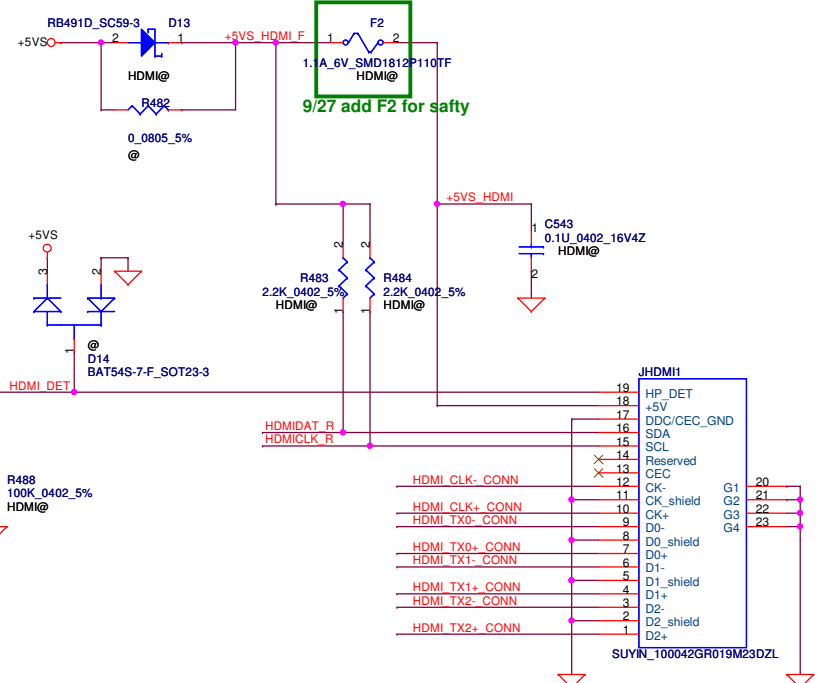 RB491D_SC59-3
D13
F2
+5VS
2
1
+5VS_HDMI_F
1
2
1.1A_6V_SMD1812P110TF
HDMI@
HDMI@
R482
9/27 add F2 for safty
0_0805_5%
@
+5VS_HDMI
1
C543
0.1U_0402_16V4Z
HDMI@
2
+5VS
3
2
2
2
R483
R484
2.2K_0402_5%
2.2K_0402_5%
HDMI@
HDMI@
1
1
1
@
D14
BAT54S-7-F_SOT23-3
JHDMI1
HDMI_DET
19
HP_DET
18
+5V
17
DDC/CEC_GND
HDMIDAT_R
16
SDA
HDMICLK_R
15
SCL
14
Reserved
13
CEC
R488
100K_0402_5%
HDMI@
HDMI_CLK-_CONN
12
CK-
G1
20
11
CK_shield
G2
21
HDMI_CLK+_CONN
10
CK+
G3
22
HDMI_TX0-_CONN
9
D0-
G4
23
8
D0_shield
HDMI_TX0+_CONN
7
D0+
HDMI_TX1-_CONN
6
D1-
5
D1_shield
HDMI_TX1+_CONN
4
D1+
HDMI_TX2-_CONN
3
D2-
2
D2_shield
HDMI_TX2+_CONN
1
D2+
SUYIN_100042GR019M23DZL